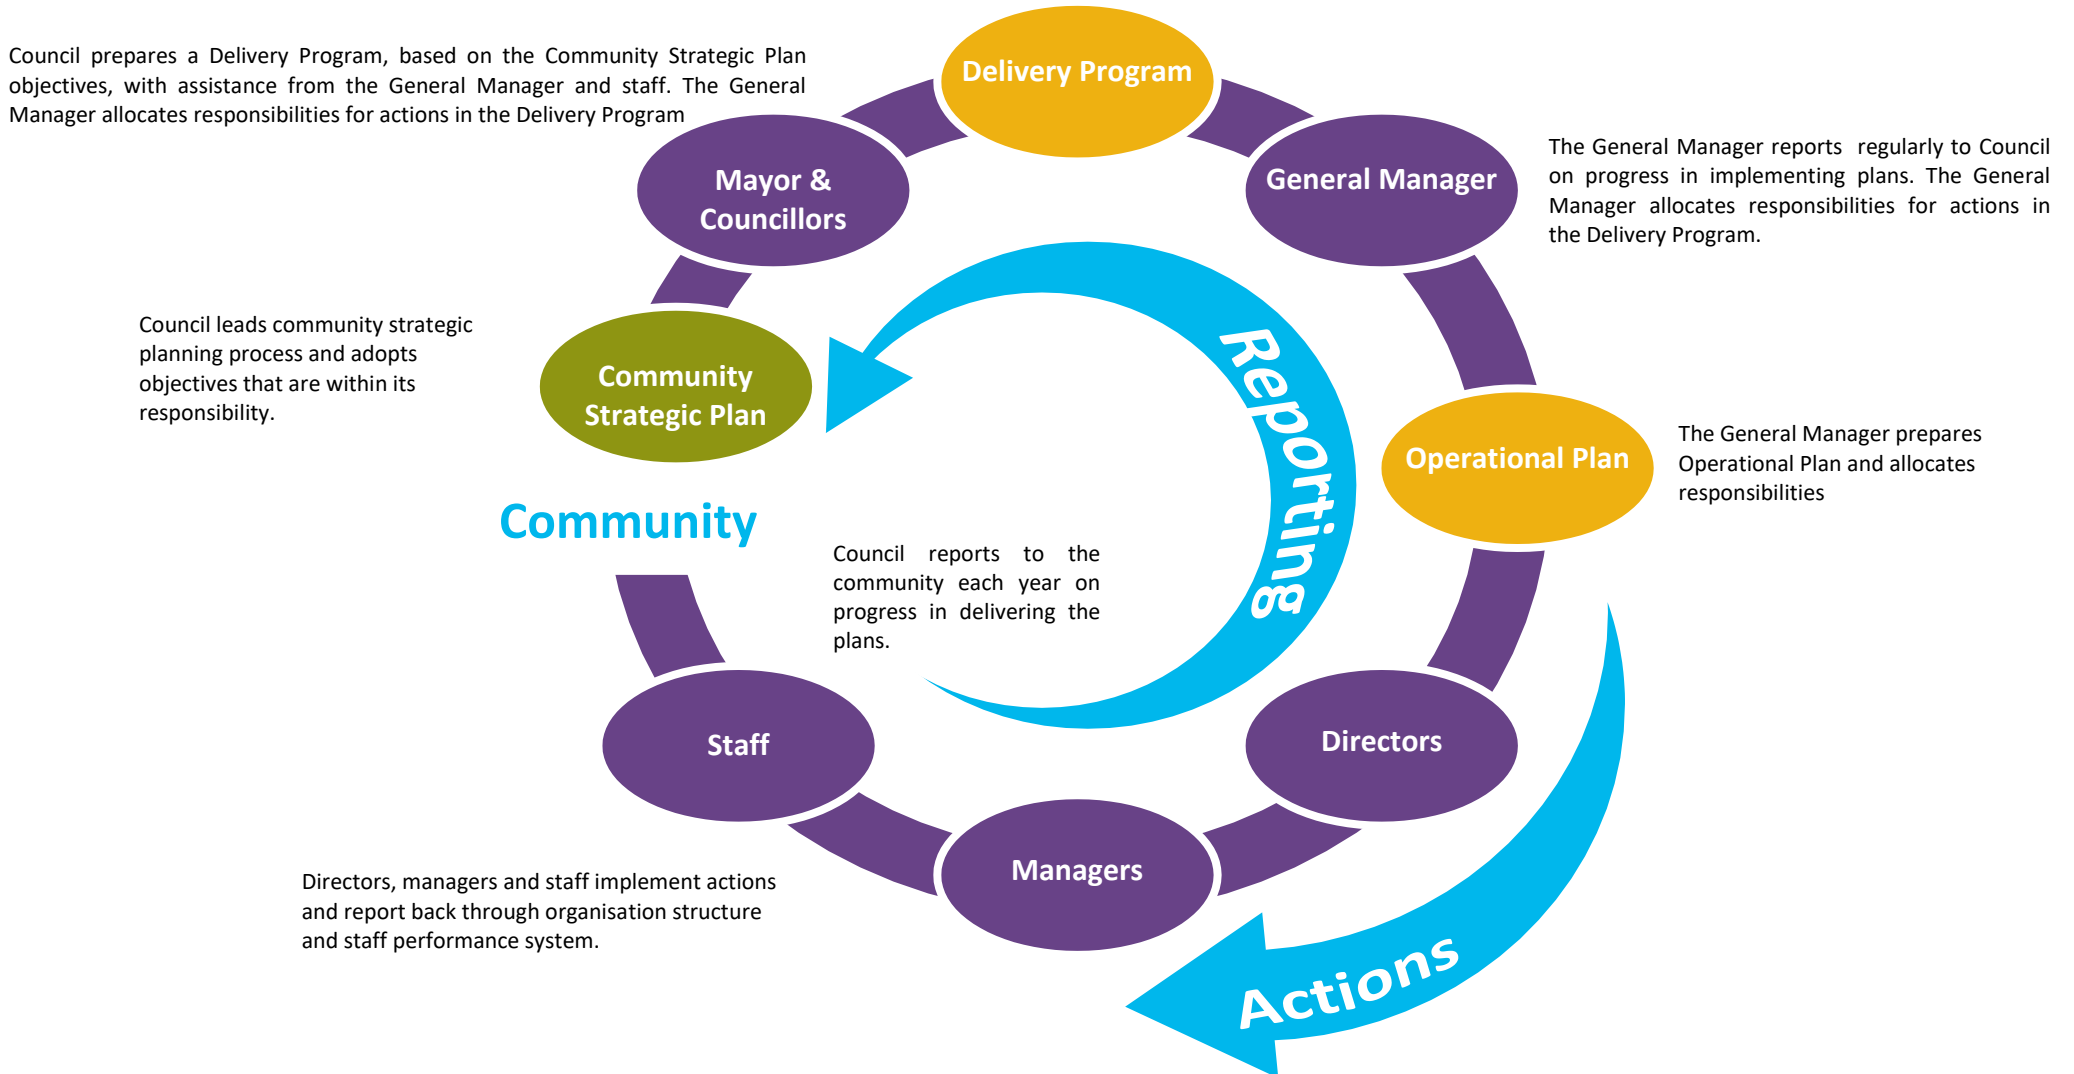 Council prepares a Delivery Program, based on the Community Strategic Plan
objectives, with assistance from the General Manager and staff. The General
Manager allocates responsibilities for actions in the Delivery Program
Delivery Program
Mayor &
Councillors
General Manager
The General Manager reports regularly to Council
on progress in implementing plans. The General
Manager allocates responsibilities for actions in
the Delivery Program.
Council leads community strategic
planning process and adopts
objectives that are within its
responsibility.
Community
Strategic Plan
Reporting
Operational Plan
The General Manager prepares
Operational Plan and allocates
responsibilities
Community
Council reports to the
community each year on
progress in delivering the
plans.
Staff
Directors
Managers
Directors, managers and staff implement actions
and report back through organisation structure
and staff performance system.
Actions